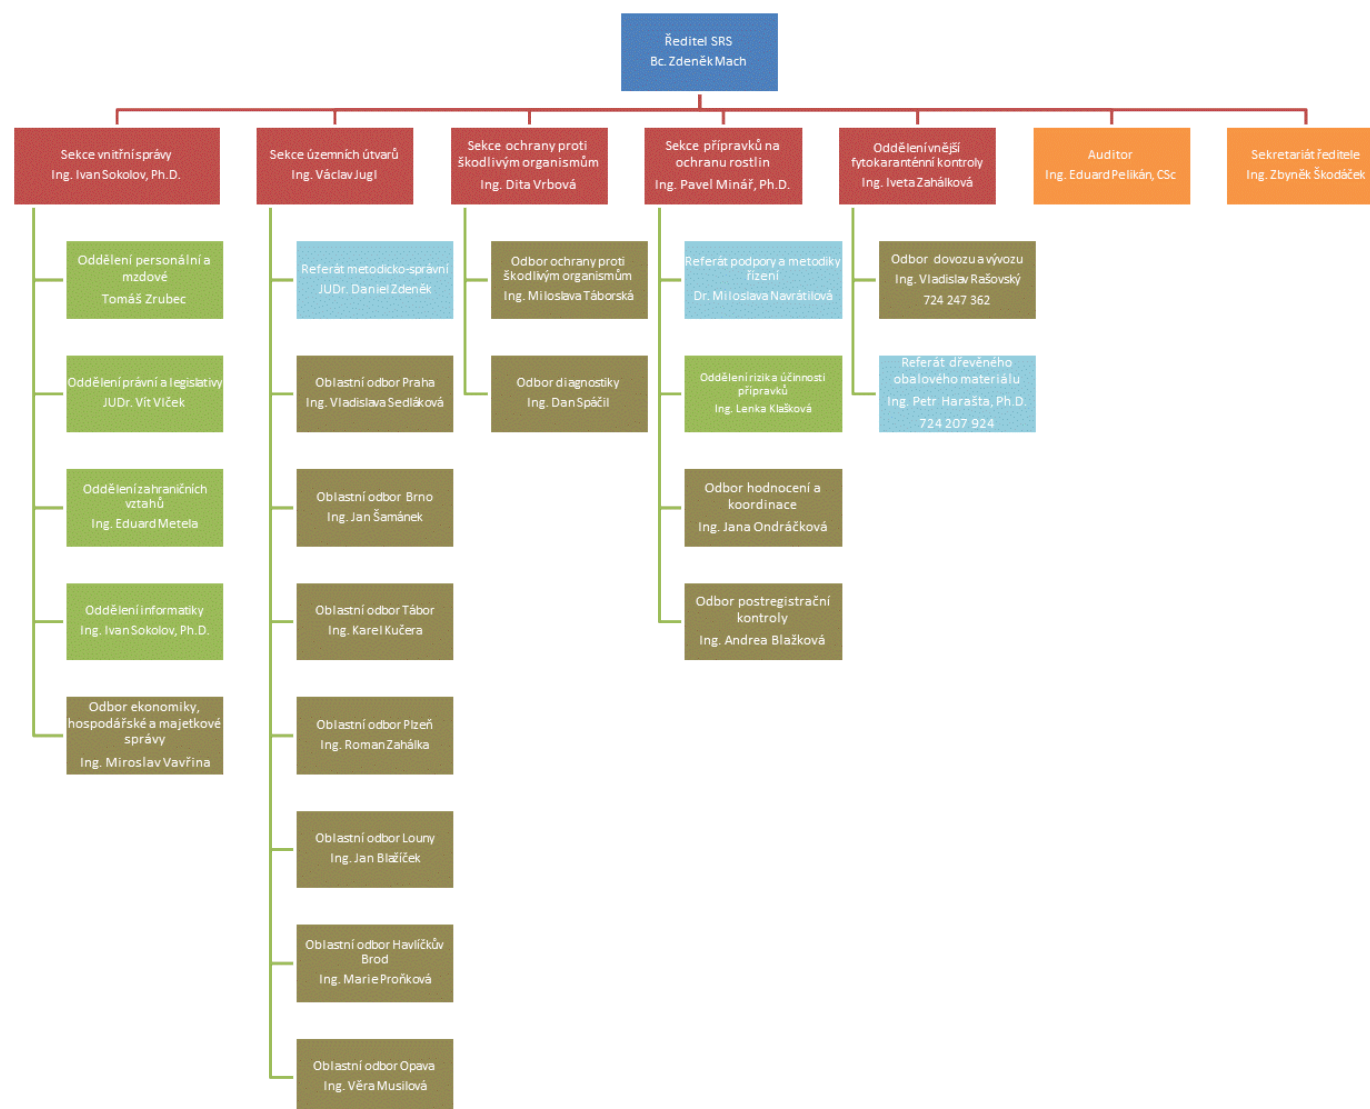 Ředitel SRS
Bc. Zdeněk Mach
Sekce vnitřní správy
Ing. Ivan Sokolov, Ph.D.
Sekce územních útvarů
Ing. Václav Jugl
Sekce ochrany proti
škodlivým organismům
Ing. Dita Vrbová
Sekce přípravků na
ochranu rostlin
Ing. Pavel Minář, Ph.D.
Oddělení vnější
fytokaranténní kontroly
Ing. Iveta Zahálková
Auditor
Ing. Eduard Pelikán, CSc
Sekretariát ředitele
Ing. Zbyněk Škodáček
Oddělení personální a
mzdové
Tomáš Zrubec
Oddělení právní a legislativy
JUDr. Vít Vlček
Oddělení zahraničních
vztahů
Ing. Eduard Metela
Oddělení informatiky
Ing. Ivan Sokolov, Ph.D.
Odbor ekonomiky,
hospodářské a majetkové
správy
Ing. Miroslav Vavřina
Referát metodicko-správní
JUDr. Daniel Zdeněk
Oblastní odbor Praha
Ing. Vladislava Sedláková
Oblastní odbor Brno
Ing. Jan Šamánek
Oblastní odbor Tábor
Ing. Karel Kučera
Oblastní odbor Plzeň
Ing. Roman Zahálka
Oblastní odbor Louny
Ing. Jan Blažíček
Oblastní odbor Havlíčkův
Brod
Ing. Marie Proňková
Oblastní odbor Opava
Ing. Věra Musilová
Odbor ochrany proti
škodlivým organismům
Ing. Miloslava Táborská
Odbor diagnostiky
Ing. Dan Spáčil
Referát podpory a metodiky
řízení
Dr. Miloslava Navrátilová
Oddělení rizik a účinnosti
přípravků
Ing. Lenka Klašková
Odbor hodnocení a
koordinace
Ing. Jana Ondráčková
Odbor postregistrační
kontroly
Ing. Andrea Blažková
Odbor dovozu a vývozu
Ing. Vladislav Rašovský
724 247 362
Referát dřevěného
obalového materiálu
Ing. Petr Harašta, Ph.D.
724 207 924